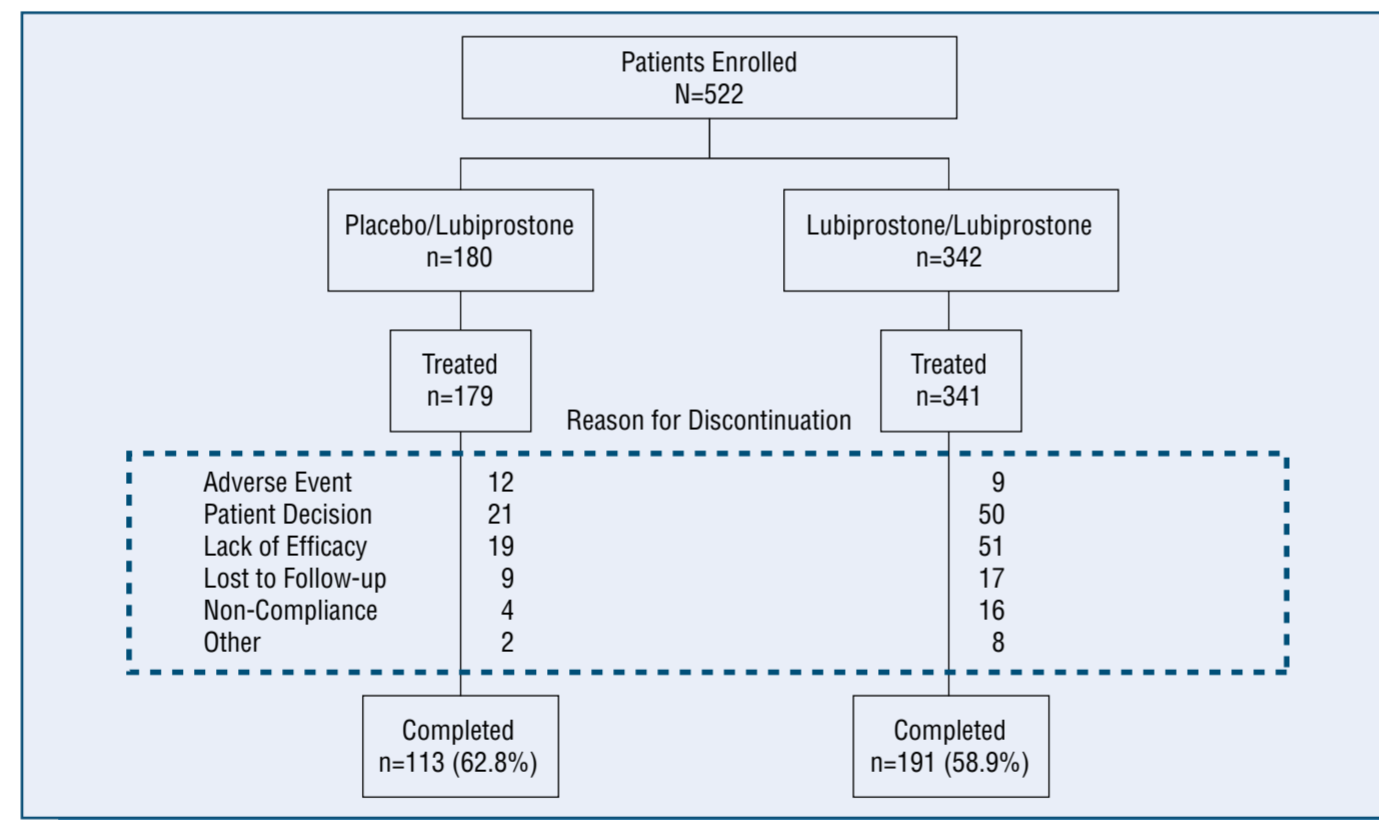 Patients Enrolled
N=522
Placebo/Lubiprostone
n=180
Lubiprostone/Lubiprostone
n=342
Treated
n=179
Treated
n=341
Reason for Discontinuation
Adverse Event 12 9
Patient Decision 21 50
Lack of Efficacy 19 51
Lost to Follow-up 9 17
Non-Compliance 4 16
Other 2 8
Completed
n=113 (62.8%)
Completed
n=191 (58.9%)